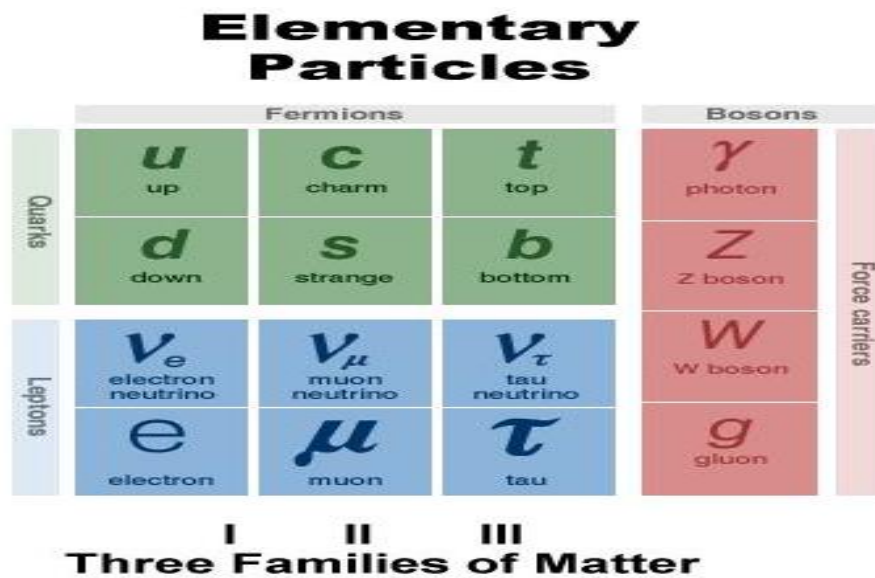 Elementary
Particles
Fermions
Bosons
Quarks
u
up
c
charm
t
top
γ
photon
d
down
s
strange
b
bottom
Z
Z boson
Force carriers
Leptons
νe
electron
neutrino
νμ
muon
neutrino
ντ
tau
neutrino
W
W boson
e
electron
μ
muon
τ
tau
g
gluon
I II III
Three Families of Matter